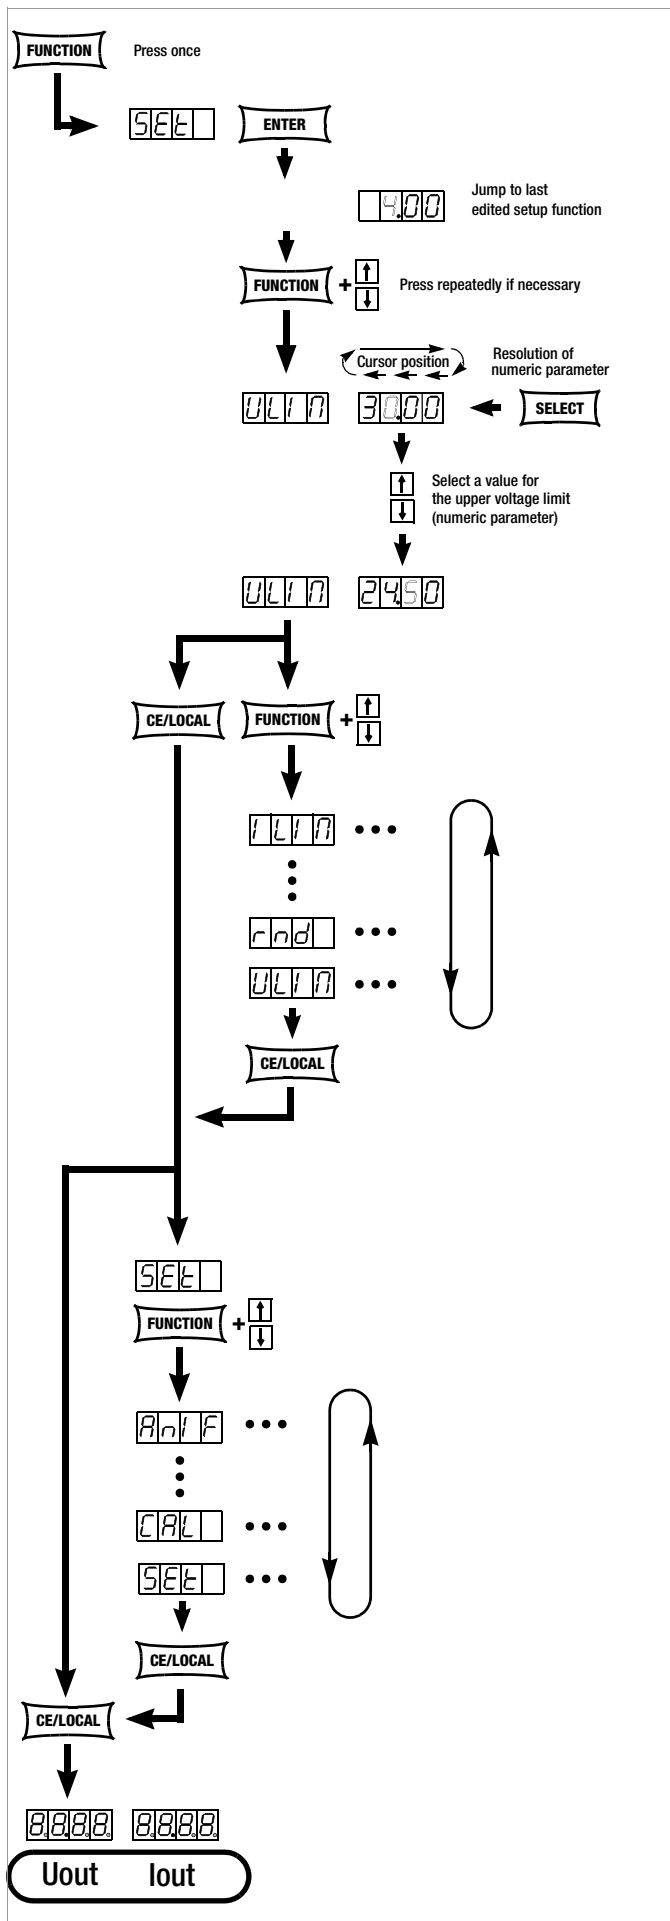 FUNCTION Press once
SEt ENTER
4.00 Jump to last
edited setup function
FUNCTION + Press repeatedly if necessary
Cursor position Resolution of
numeric parameter
ULIM 30.00 SELECT
Select a value for
the upper voltage limit
(numeric parameter)
ULIM 24.50
CE/LOCAL FUNCTION +
ILIM •••
rnd •••
ULIM •••
CE/LOCAL
SEt
FUNCTION +
AnIF •••
CAL •••
SEt •••
CE/LOCAL
CE/LOCAL
8.8.8.8. 8.8.8.8.
Uout Iout